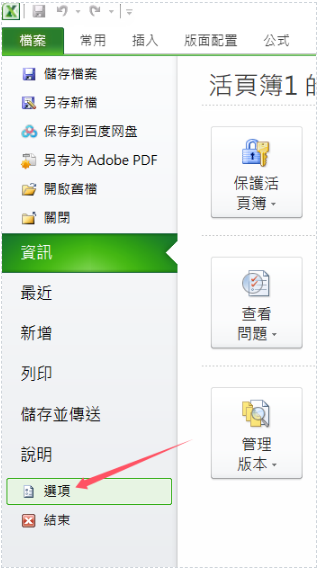 檔案 常用 插入 版面配置 公式
儲存檔案
另存新檔
保存到百度网盘
另存为 Adobe PDF
開啟舊檔
關閉
資訊
最近
新增
列印
儲存並傳送
說明
選項
結束
活頁簿1 的
保護活
頁簿
查看
問題
管理
版本